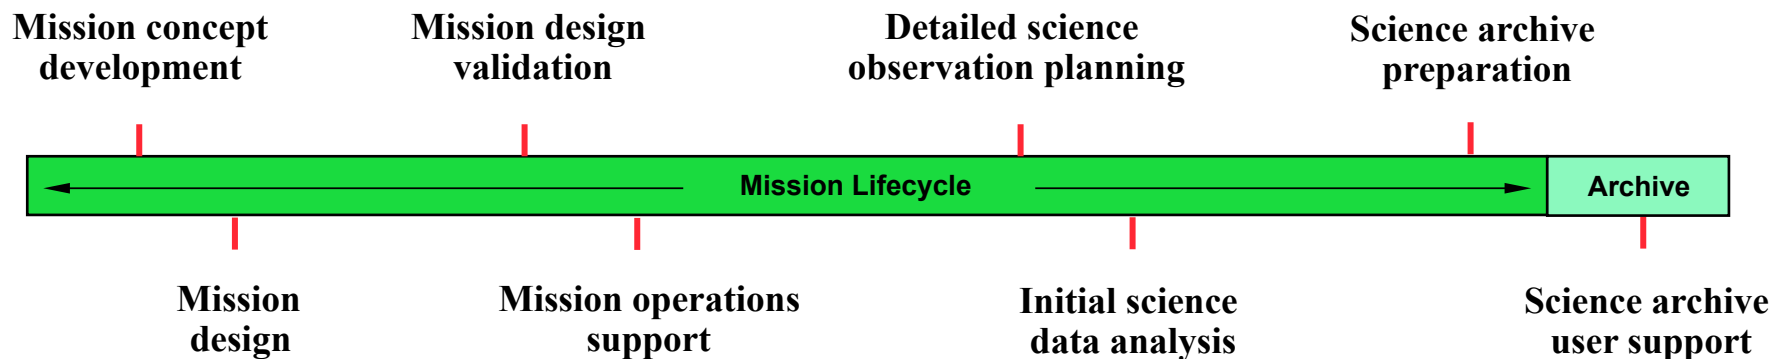 Mission concept
development
Mission design
validation
Detailed science
observation planning
Science archive
preparation
Mission Lifecycle
Archive
Mission
design
Mission operations
support
Initial science
data analysis
Science archive
user support